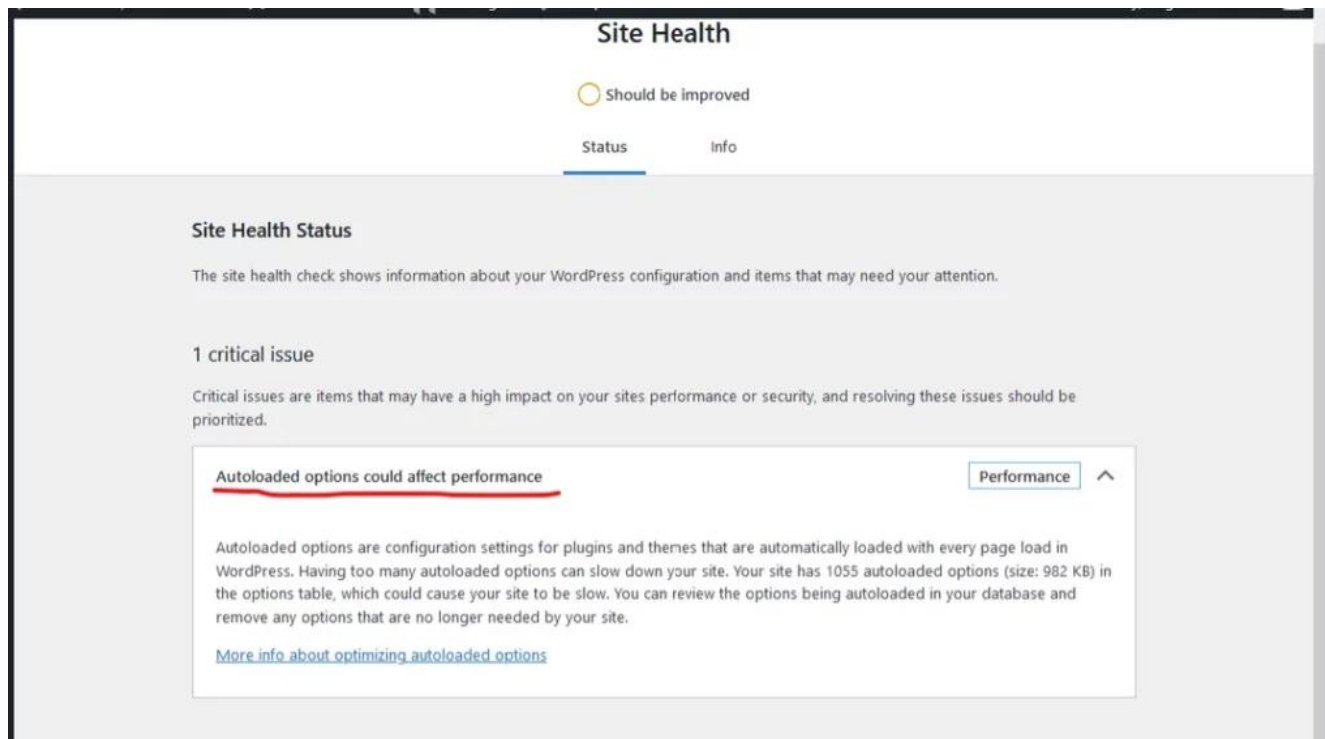 Site Health
Should be improved
Status Info
Site Health Status
The site health check shows information about your WordPress configuration and items that may need your attention.
1 critical issue
Critical issues are items that may have a high impact on your sites performance or security, and resolving these issues should be
prioritized.
Autoloaded options could affect performance Performance
Autoloaded options are configuration settings for plugins and themes that are automatically loaded with every page load in
WordPress. Having too many autoloaded options can slow down your site. Your site has 1055 autoloaded options (size: 982 KB) in
the options table, which could cause your site to be slow. You can review the options being autoloaded in your database and
remove any options that are no longer needed by your site.
More info about optimizing autoloaded options